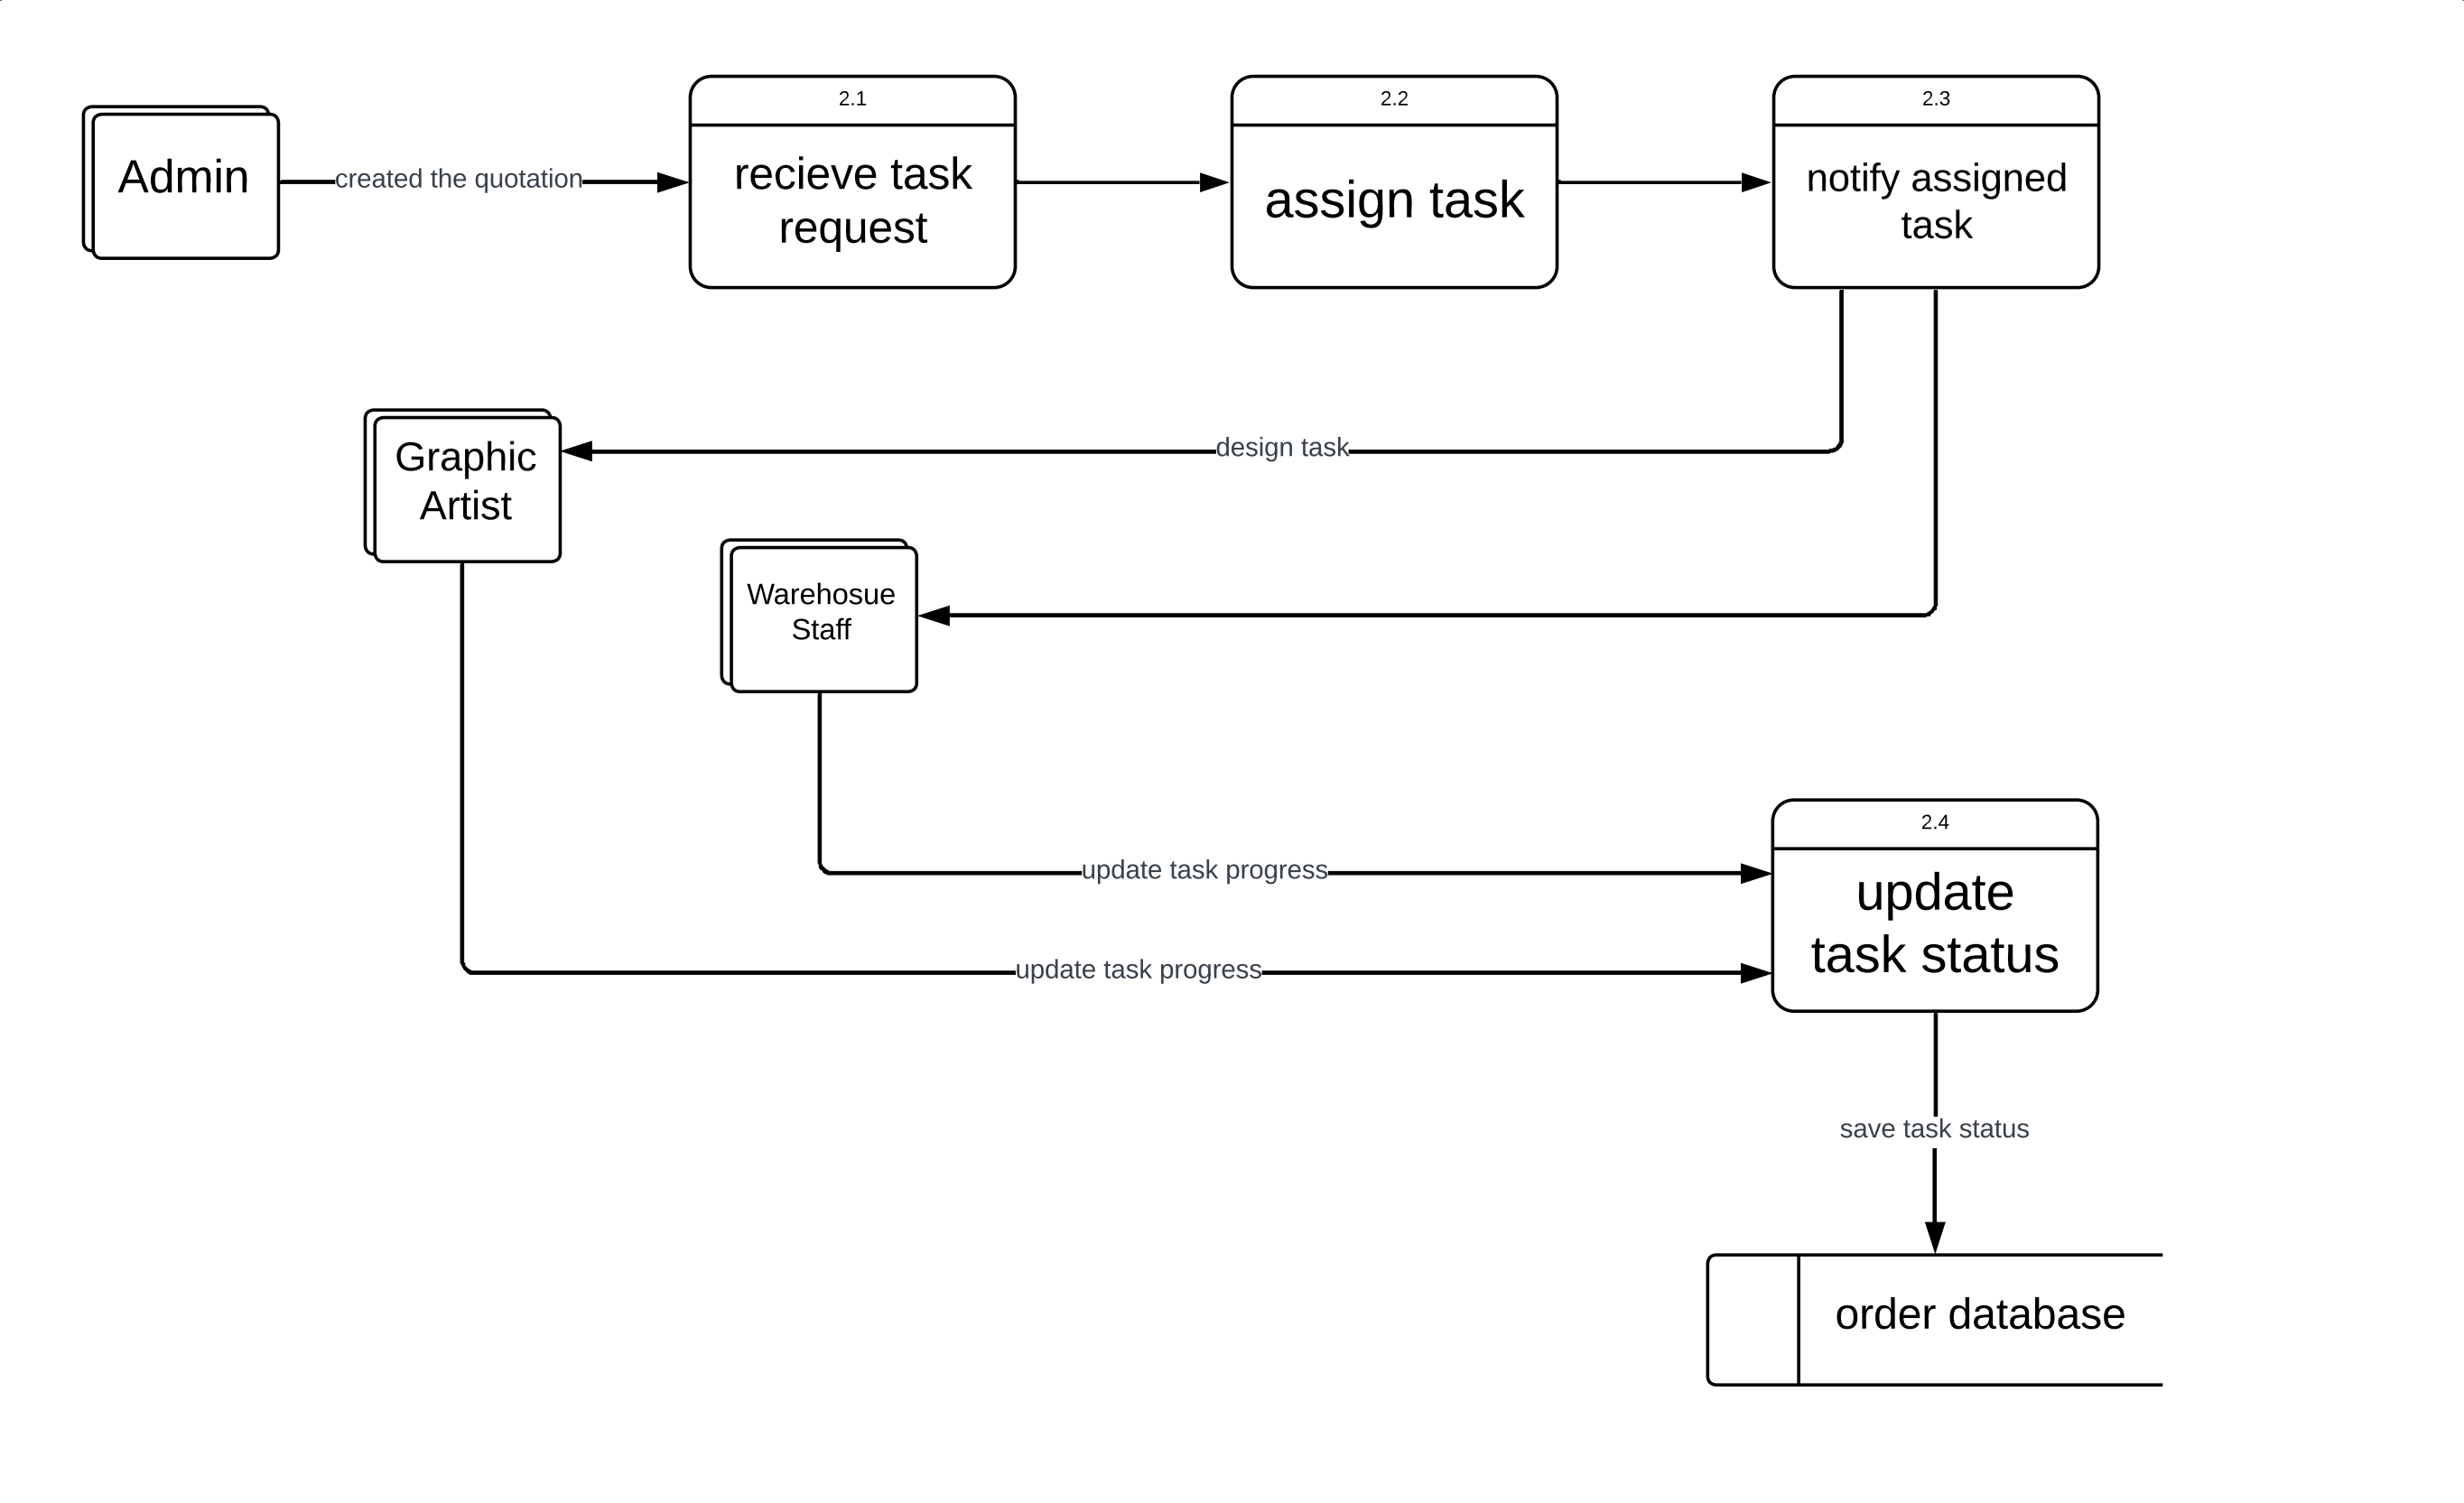 2.1
2.2
2.3
Admin
created the quotation
recieve task
request
assign task
notify assigned
task
design task
Graphic
Artist
Warehosue
Staff
2.4
update task progress
update
task status
update task progress
save task status
order database